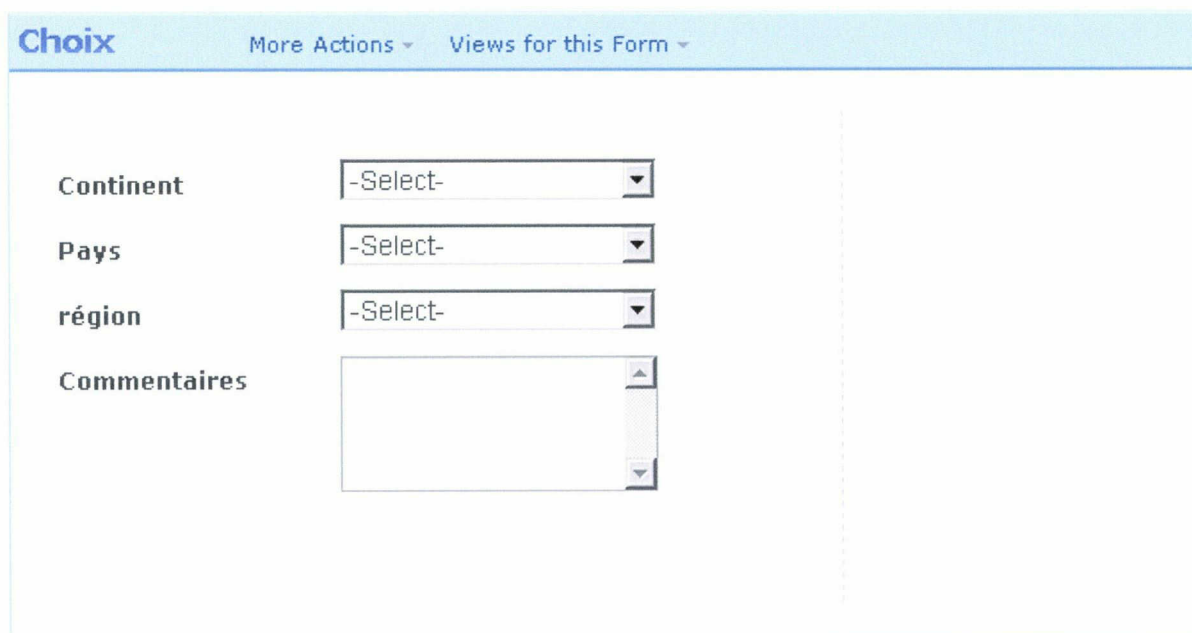 Choix More Actions Views for this Form
Continent -Select-
Pays -Select-
région -Select-
Commentaires